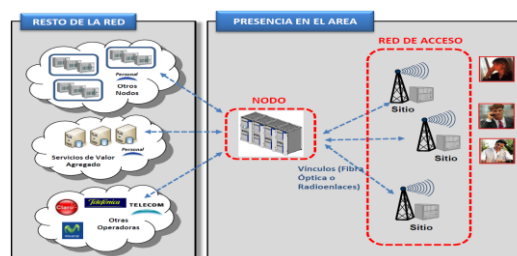 RESTO DE LA RED
Personal
Otros
Nodos
Servicios de Valor
Agregado
Personal
Claro
Telefónica
TELECOM
Otras
Operadoras
PRESENCIA EN EL AREA
NODO
Vínculos (Fibra
Óptica o
Radioenlaces)
RED DE ACCESO
Sitio
Sitio
Sitio